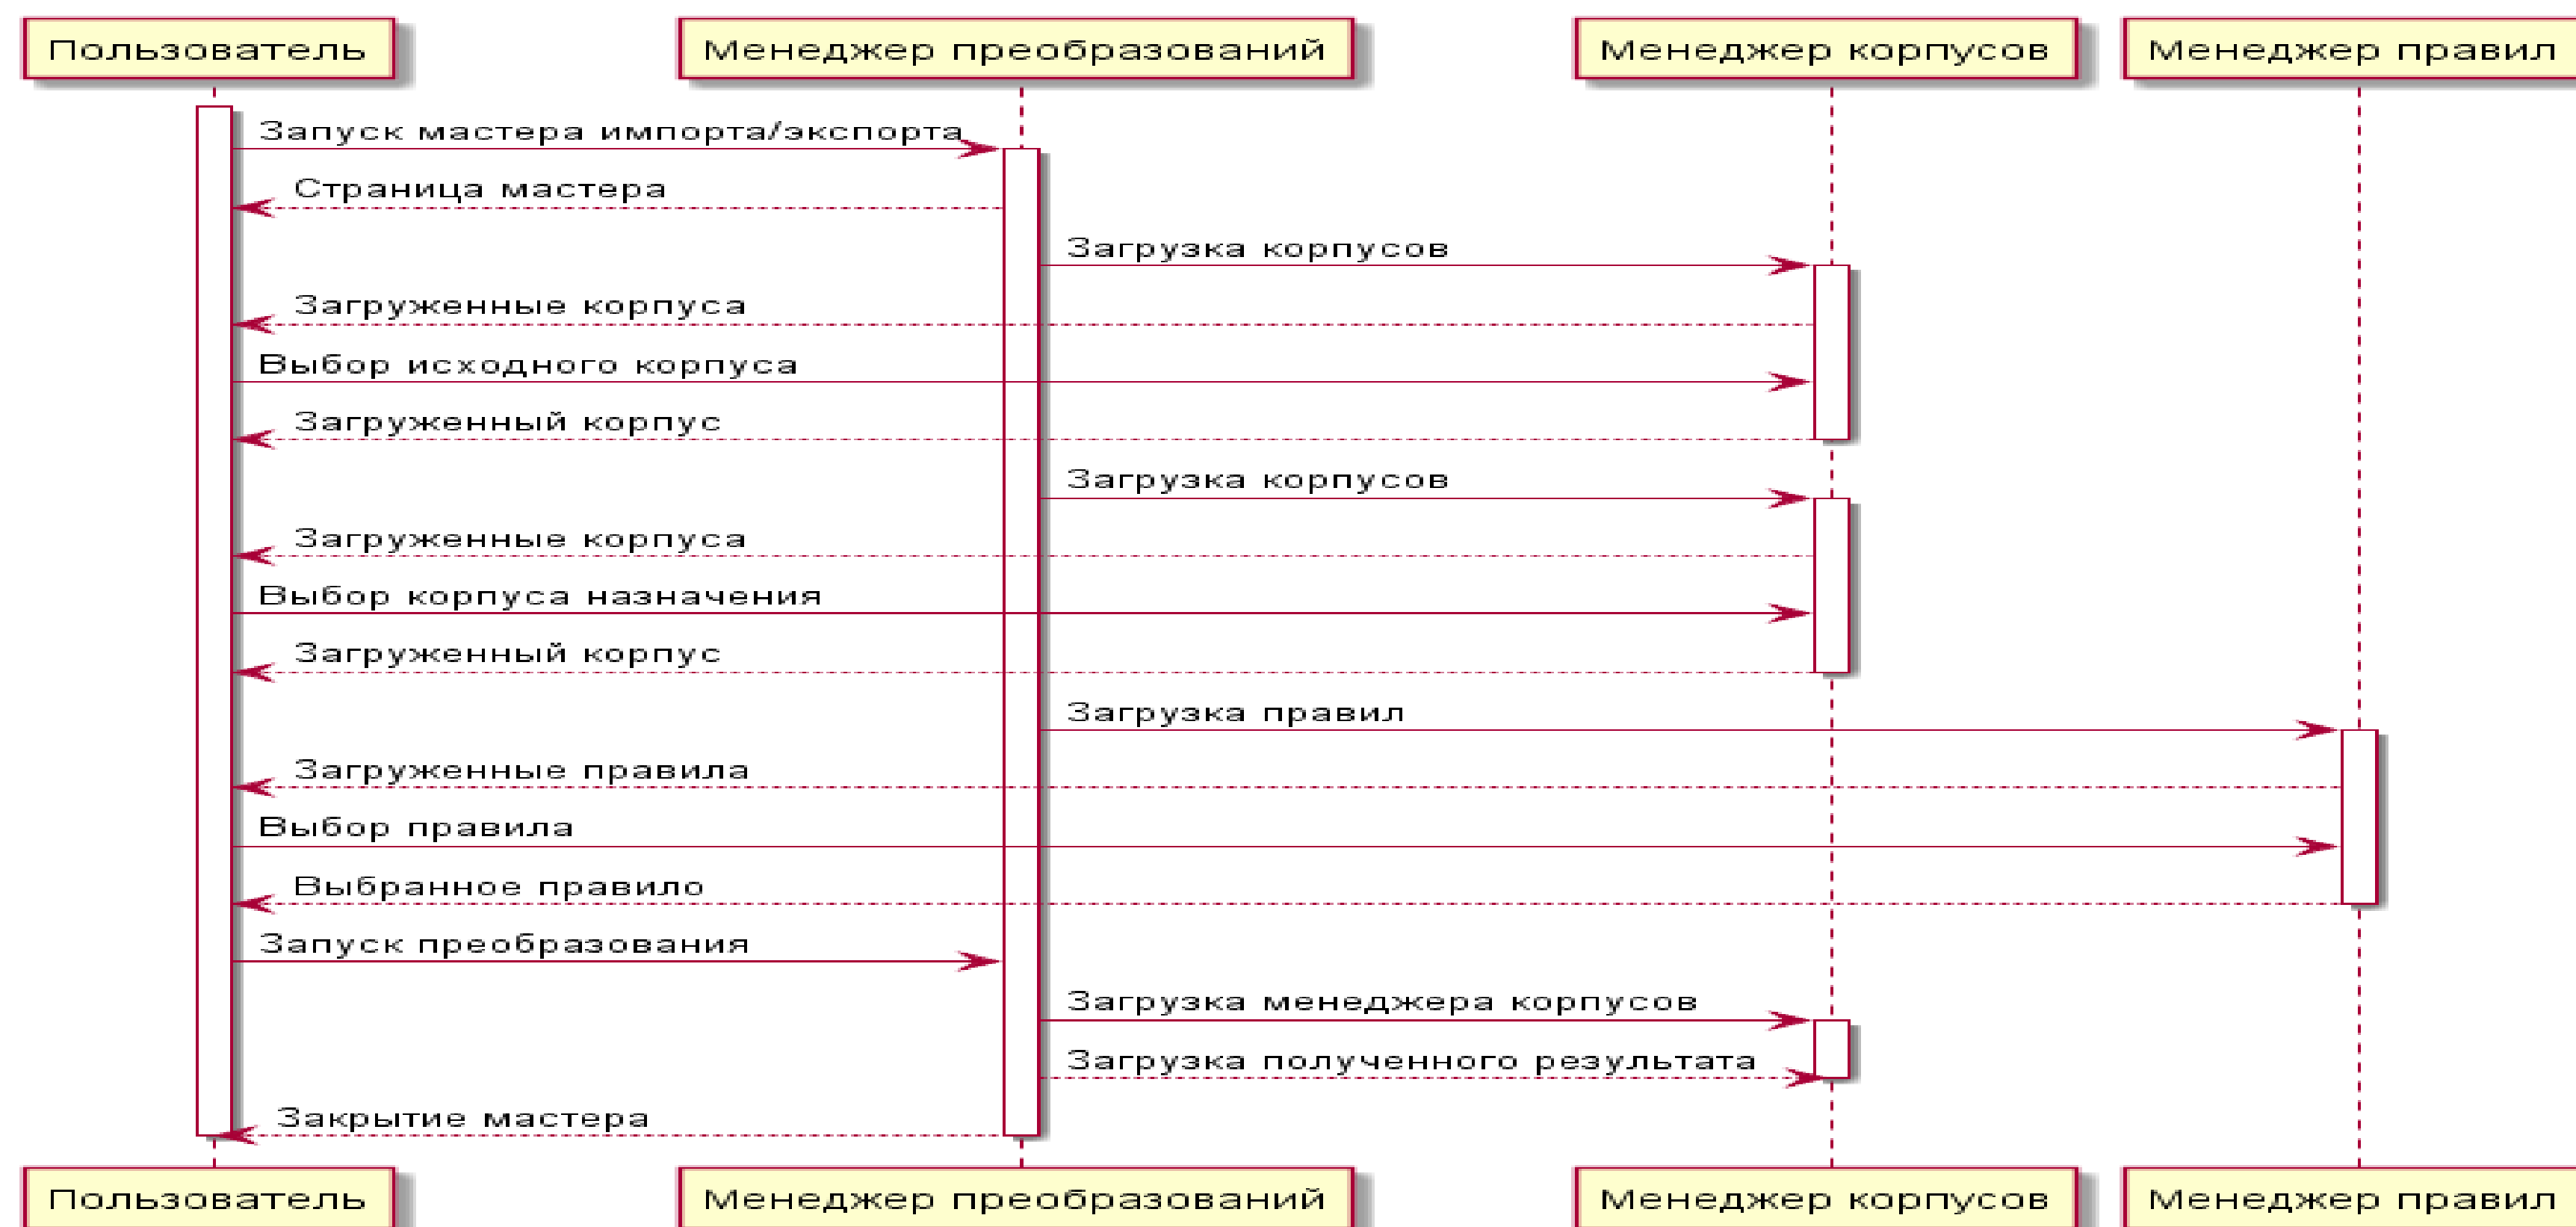 Пользователь
Менеджер преобразований
Менеджер корпусов
Менеджер правил
Запуск мастера импорта/экспорта
Страница мастера
Загрузка корпусов
Загруженные корпуса
Выбор исходного корпуса
Загруженный корпус
Загрузка корпусов
Загруженные корпуса
Выбор корпуса назначения
Загруженный корпус
Загрузка правил
Загруженные правила
Выбор правила
Выбранное правило
Запуск преобразования
Загрузка менеджера корпусов
Загрузка полученного результата
Закрытие мастера
Пользователь
Менеджер преобразований
Менеджер корпусов
Менеджер правил